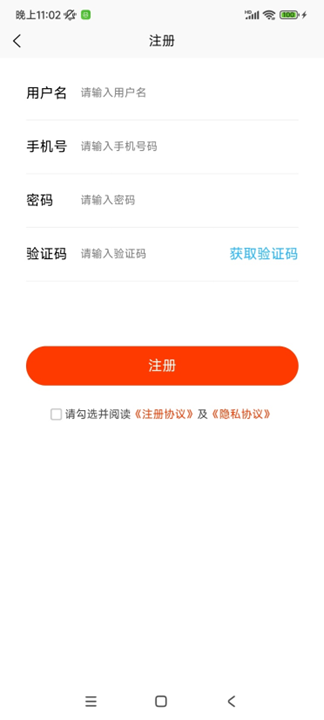 晚上11:02
HD 100
注册
用户名 请输入用户名
手机号 请输入手机号码
密码 请输入密码
验证码 请输入验证码 获取验证码
注册
请勾选并阅读《注册协议》及《隐私协议》